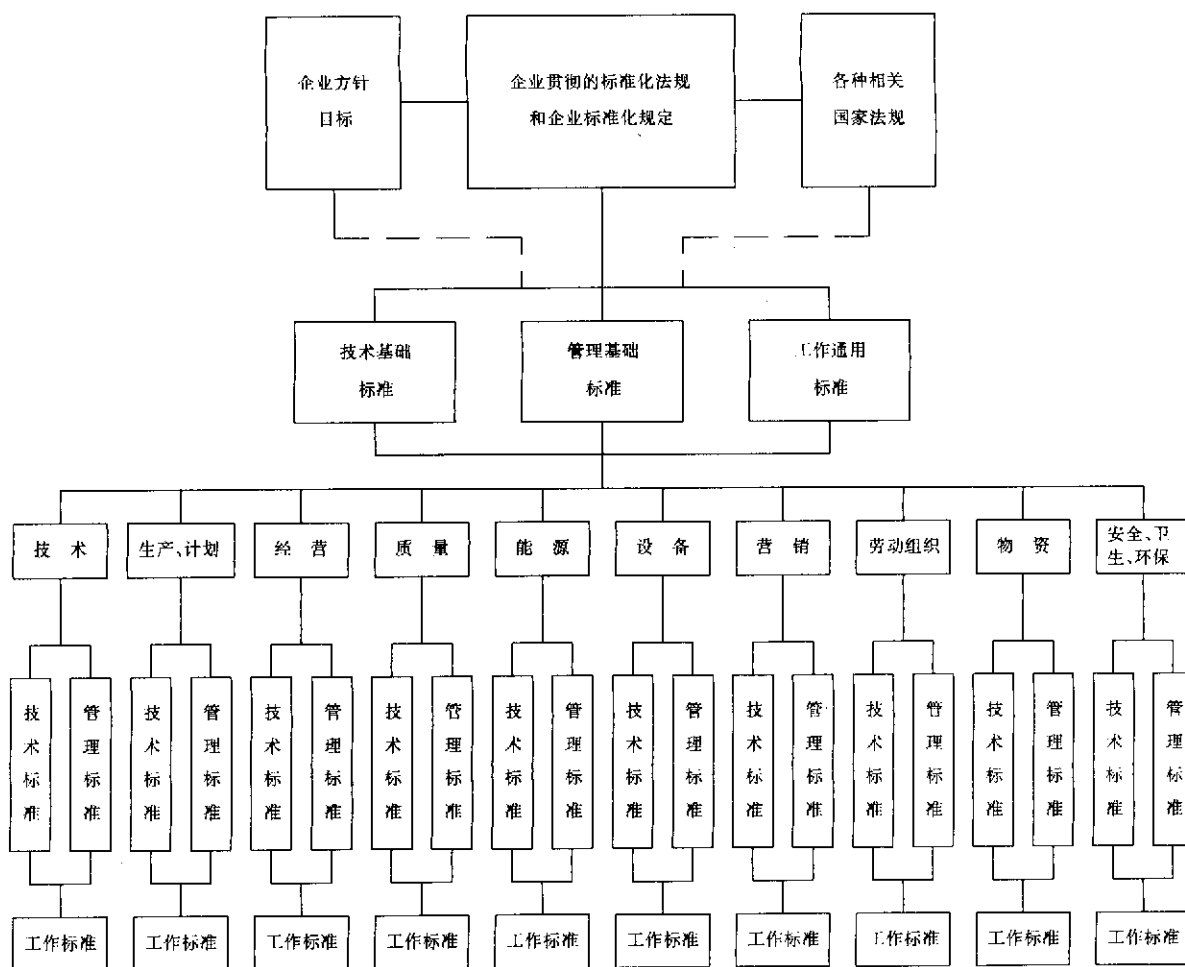 企业方针
目标
企业贯彻的标准化法规
和企业标准化规定
各种相关
国家法规
技术基础
标准
管理基础
标准
工作通用
标准
技 术
生产、计划
经 营
质 量
能 源
设 备
营 销
劳动组织
物 资
安全、卫
生、环保
技术标准
管理标准
技术标准
管理标准
技术标准
管理标准
技术标准
管理标准
技术标准
管理标准
技术标准
管理标准
技术标准
管理标准
技术标准
管理标准
技术标准
管理标准
技术标准
管理标准
工作标准
工作标准
工作标准
工作标准
工作标准
工作标准
工作标准
工作标准
工作标准
工作标准